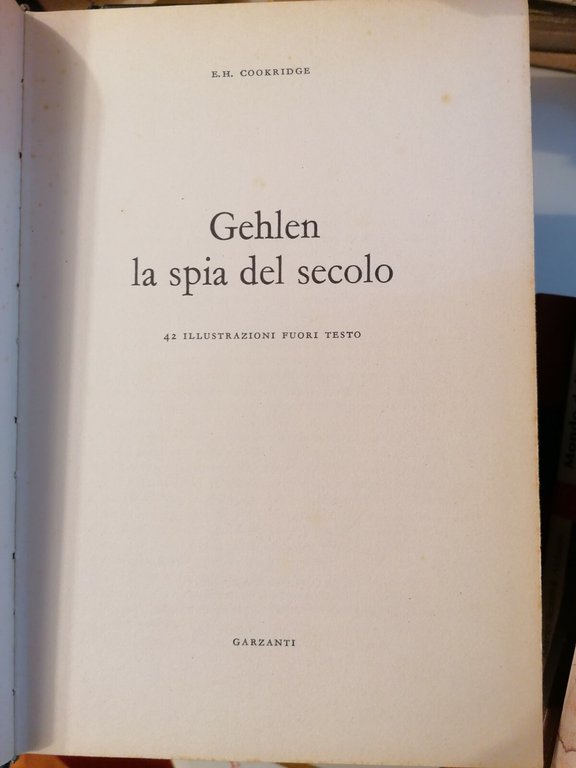 E.H. COOKRIDGE
Gehlen
la spia del secolo
42 ILLUSTRAZIONI FUORI TESTO
GARZANTI